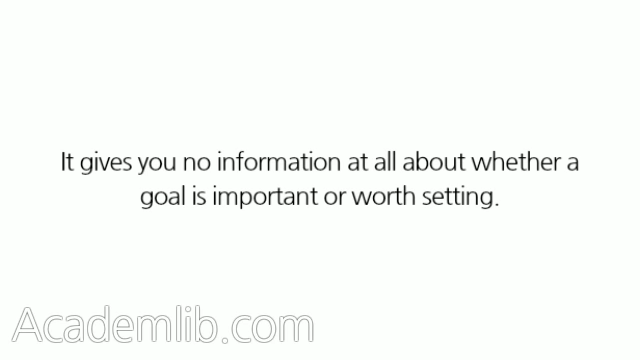 It gives you no information at all about whether a
goal is important or worth setting.
Academlib.com